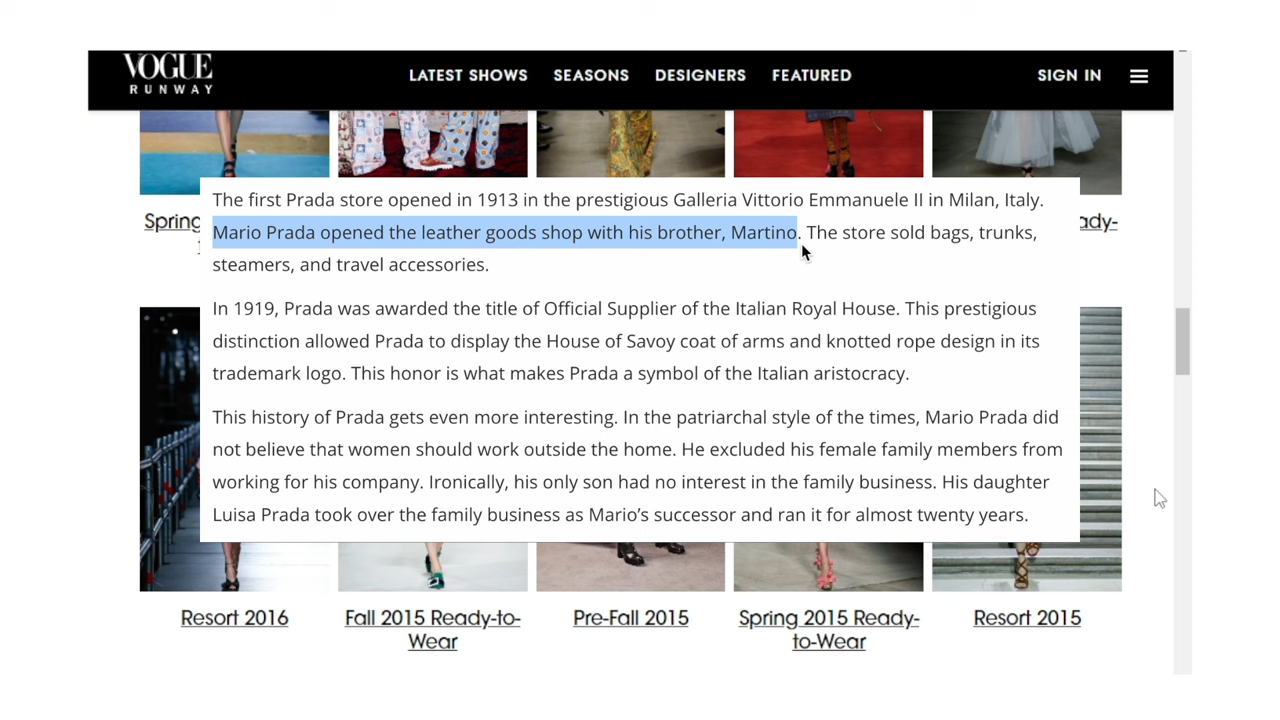 VOGUE
RUNWAY
LATEST SHOWS
SEASONS
DESIGNERS
FEATURED
SIGN IN
Spring
ady-
The first Prada store opened in 1913 in the prestigious Galleria Vittorio Emmanuele II in Milan, Italy.
Mario Prada opened the leather goods shop with his brother, Martino. The store sold bags, trunks,
steamers, and travel accessories.
In 1919, Prada was awarded the title of Official Supplier of the Italian Royal House. This prestigious
distinction allowed Prada to display the House of Savoy coat of arms and knotted rope design in its
trademark logo. This honor is what makes Prada a symbol of the Italian aristocracy.
This history of Prada gets even more interesting. In the patriarchal style of the times, Mario Prada did
not believe that women should work outside the home. He excluded his female family members from
working for his company. Ironically, his only son had no interest in the family business. His daughter
Luisa Prada took over the family business as Mario’s successor and ran it for almost twenty years.
Resort 2016
Fall 2015 Ready-to-
Wear
Pre-Fall 2015
Spring 2015 Ready-
to-Wear
Resort 2015